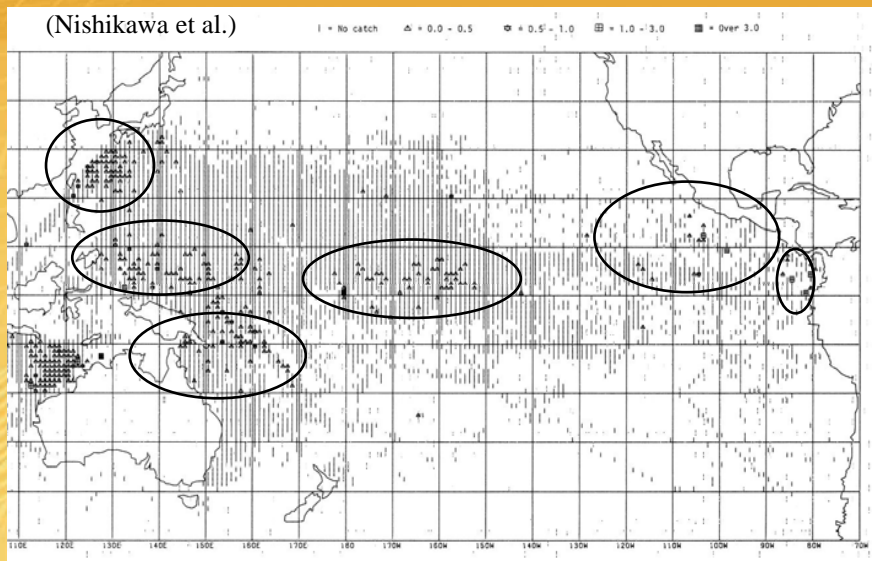 (Nishikawa et al.)
I = No catch = 0.0 - 0.5 = 0.5 - 1.0 = 1.0 - 3.0 = Over 3.0
110E 120E 130E 140E 150E 160E 170E 180 170W 160W 150W 140W 130W 120W 110W 100W 90W 80W 70W